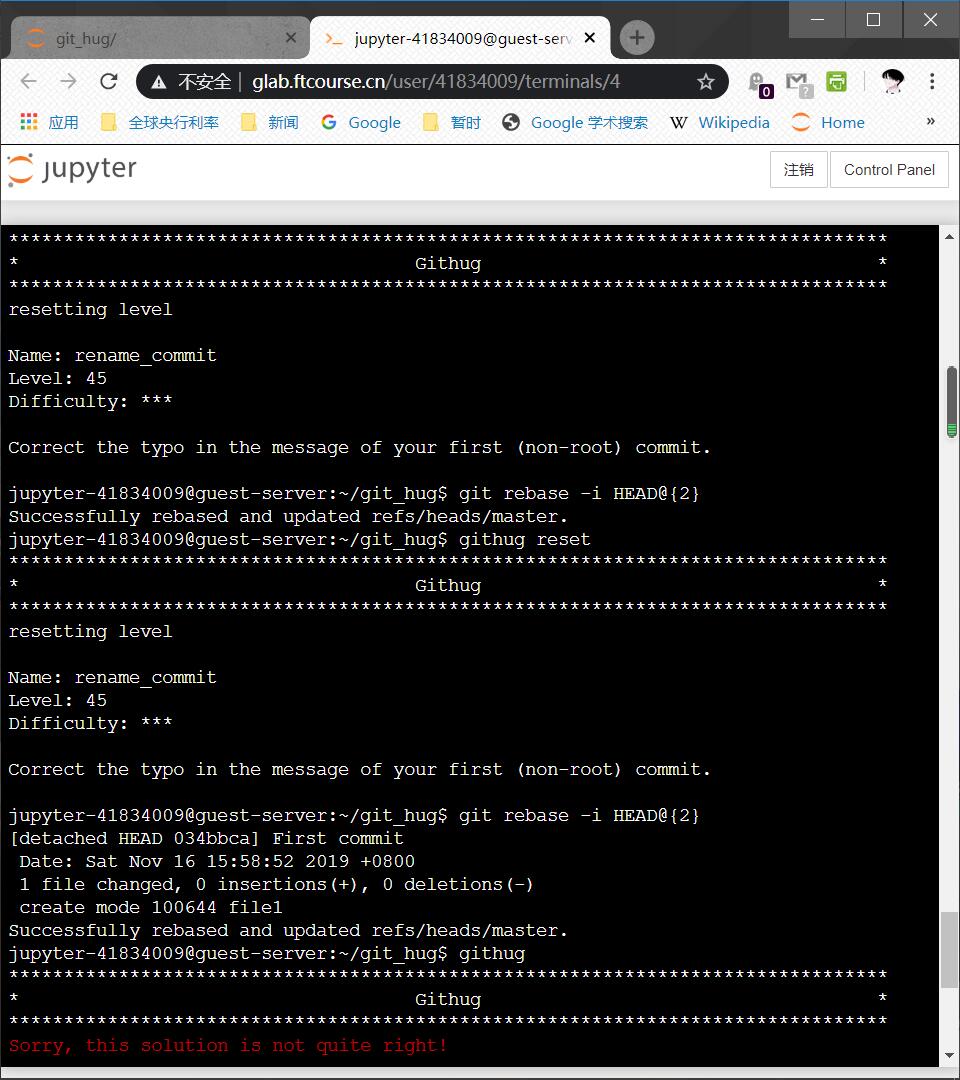 git_hug/
jupyter-41834009@guest-serv
不安全 | glab.ftcourse.cn/user/41834009/terminals/4
0
?
应用
全球央行利率
新闻
Google
暂时
Google 学术搜索
Wikipedia
Home
»
jupyter
注销
Control Panel
********************************************************************************
*                                    Githug                                    *
********************************************************************************
resetting level

Name: rename_commit
Level: 45
Difficulty: ***

Correct the typo in the message of your first (non-root) commit.

jupyter-41834009@guest-server:~/git_hug$ git rebase -i HEAD@{2}
Successfully rebased and updated refs/heads/master.
jupyter-41834009@guest-server:~/git_hug$ githug reset
********************************************************************************
*                                    Githug                                    *
********************************************************************************
resetting level

Name: rename_commit
Level: 45
Difficulty: ***

Correct the typo in the message of your first (non-root) commit.

jupyter-41834009@guest-server:~/git_hug$ git rebase -i HEAD@{2}
[detached HEAD 034bbca] First commit
 Date: Sat Nov 16 15:58:52 2019 +0800
 1 file changed, 0 insertions(+), 0 deletions(-)
 create mode 100644 file1
Successfully rebased and updated refs/heads/master.
jupyter-41834009@guest-server:~/git_hug$ githug
********************************************************************************
*                                    Githug                                    *
********************************************************************************
Sorry, this solution is not quite right!